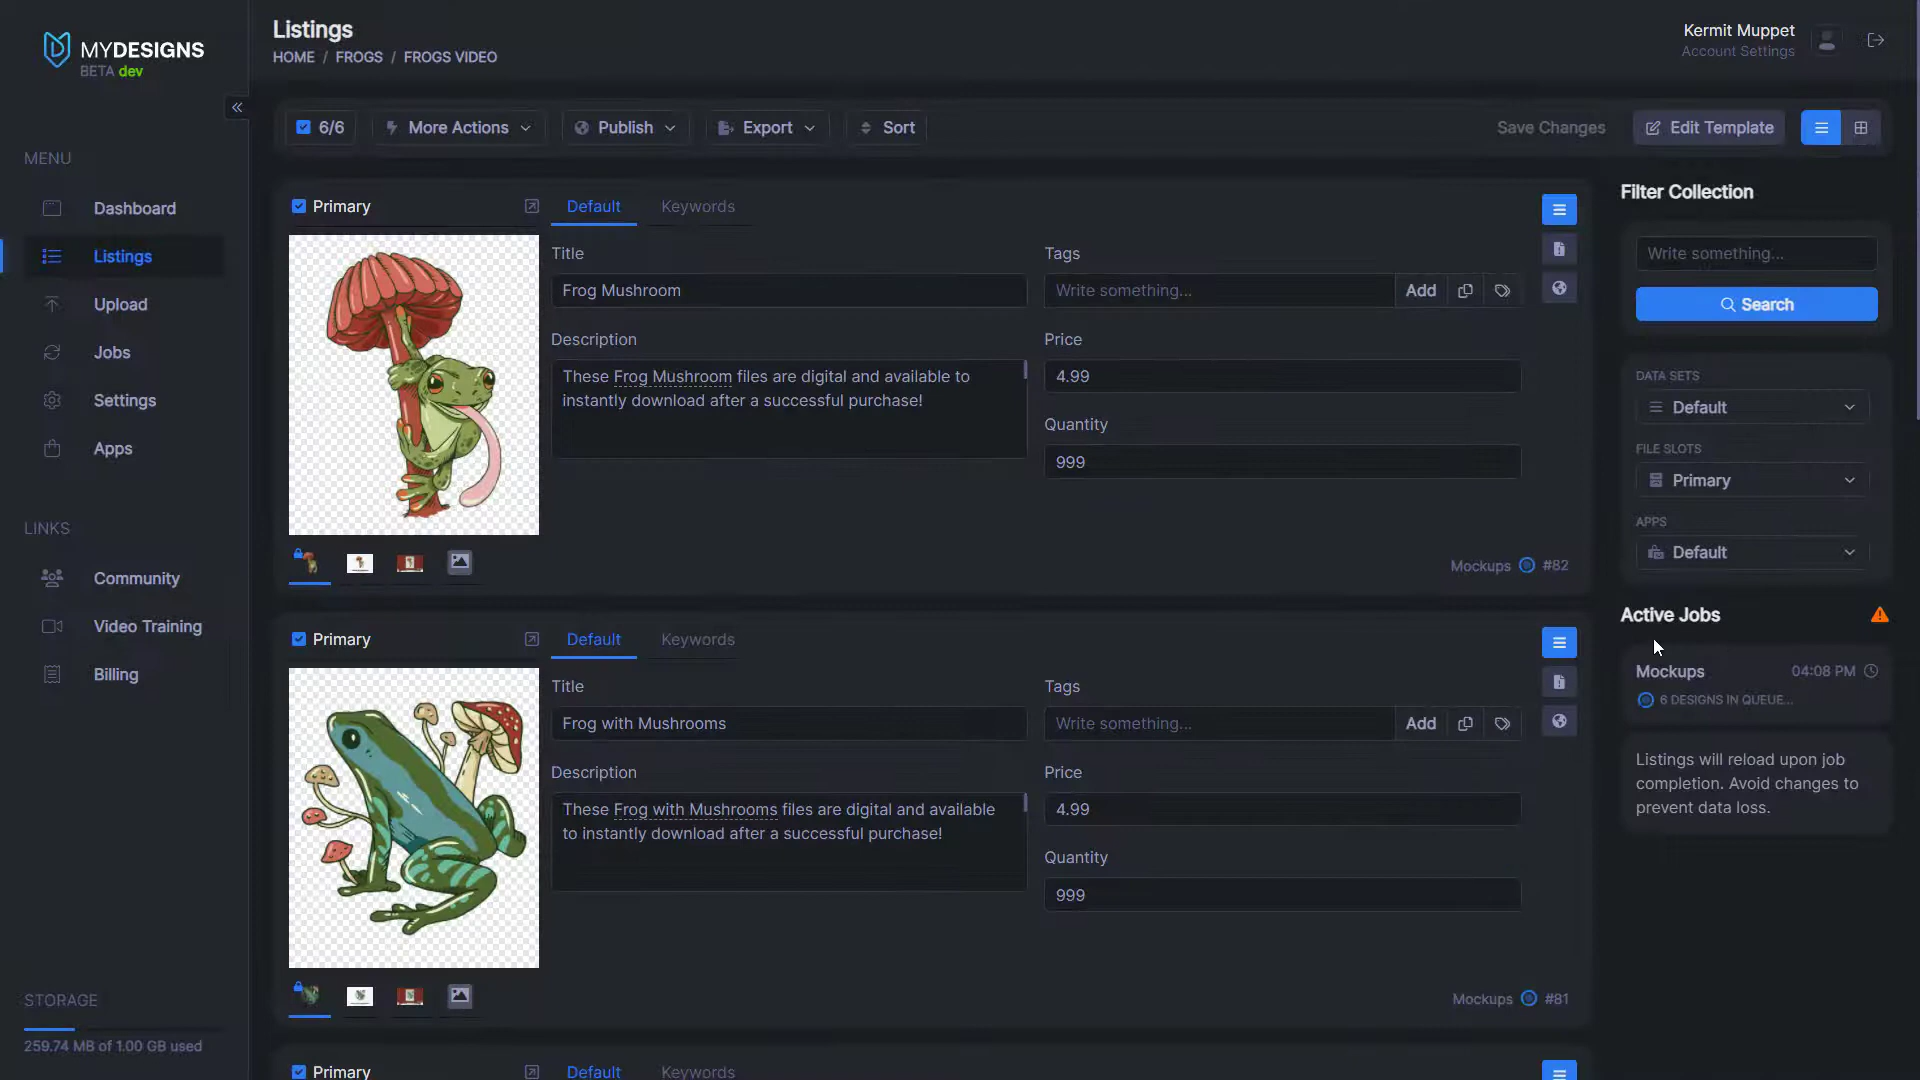 MYDESIGNS
BETA dev
MENU
Dashboard
Listings
Upload
Jobs
Settings
Apps
LINKS
Community
Video Training
Billing
STORAGE
259.74 MB of 1.00 GB used
Listings
HOME / FROGS / FROGS VIDEO
Kermit Muppet
Account Settings
6/6
More Actions
Publish
Export
Sort
Save Changes
Edit Template
Primary
Default
Keywords
Title
Frog Mushroom
Description
These Frog Mushroom files are digital and available to
instantly download after a successful purchase!
Tags
Write something...
Add
Price
4.99
Quantity
999
Mockups #82
Primary
Default
Keywords
Title
Frog with Mushrooms
Description
These Frog with Mushrooms files are digital and available
to instantly download after a successful purchase!
Tags
Write something...
Add
Price
4.99
Quantity
999
Mockups #81
Primary
Default
Keywords
Filter Collection
Write something...
Search
DATA SETS
Default
FILE SLOTS
Primary
APPS
Default
Active Jobs
Mockups 04:08 PM
6 DESIGNS IN QUEUE...
Listings will reload upon job
completion. Avoid changes to
prevent data loss.